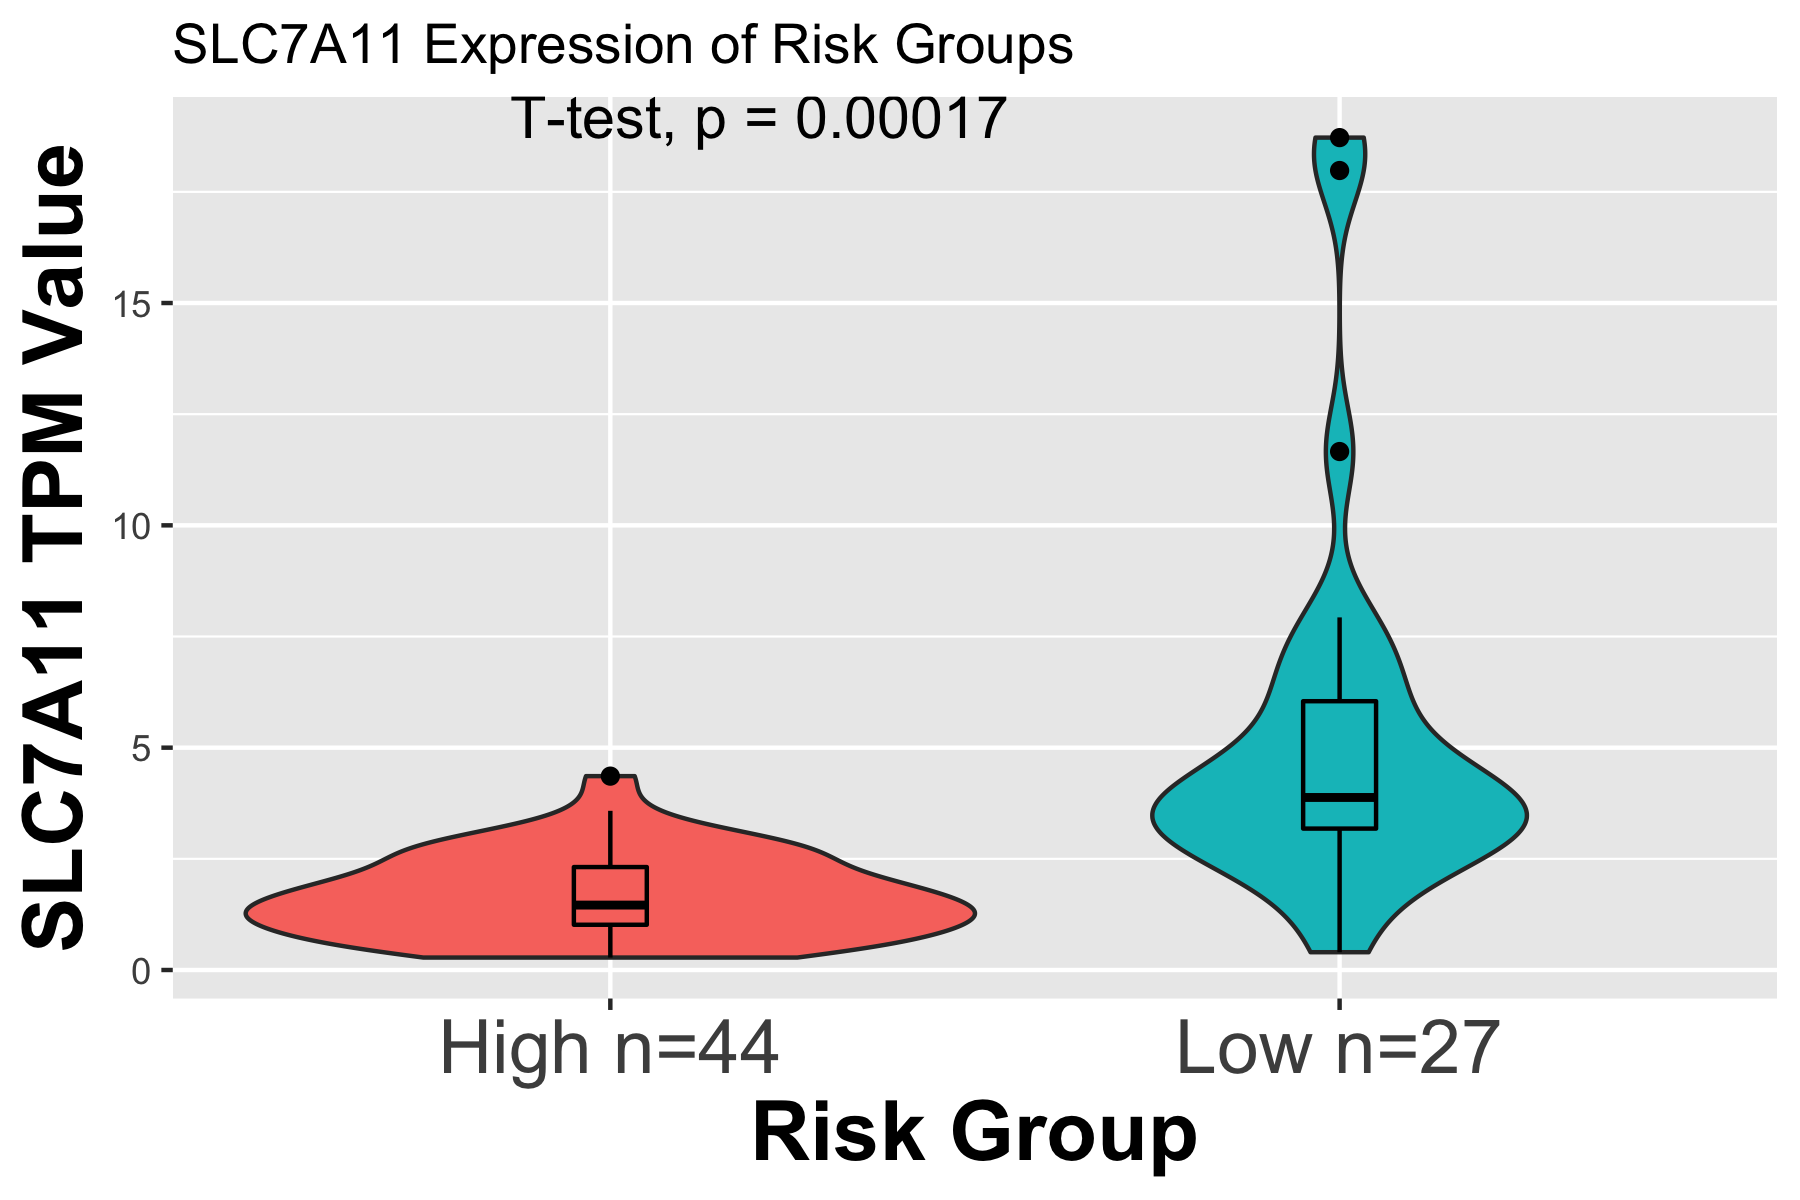 SLC7A11 Expression of Risk Groups
T-test, p = 0.00017
SLC7A11 TPM Value
15
10
5
0
High n=44
Low n=27
Risk Group